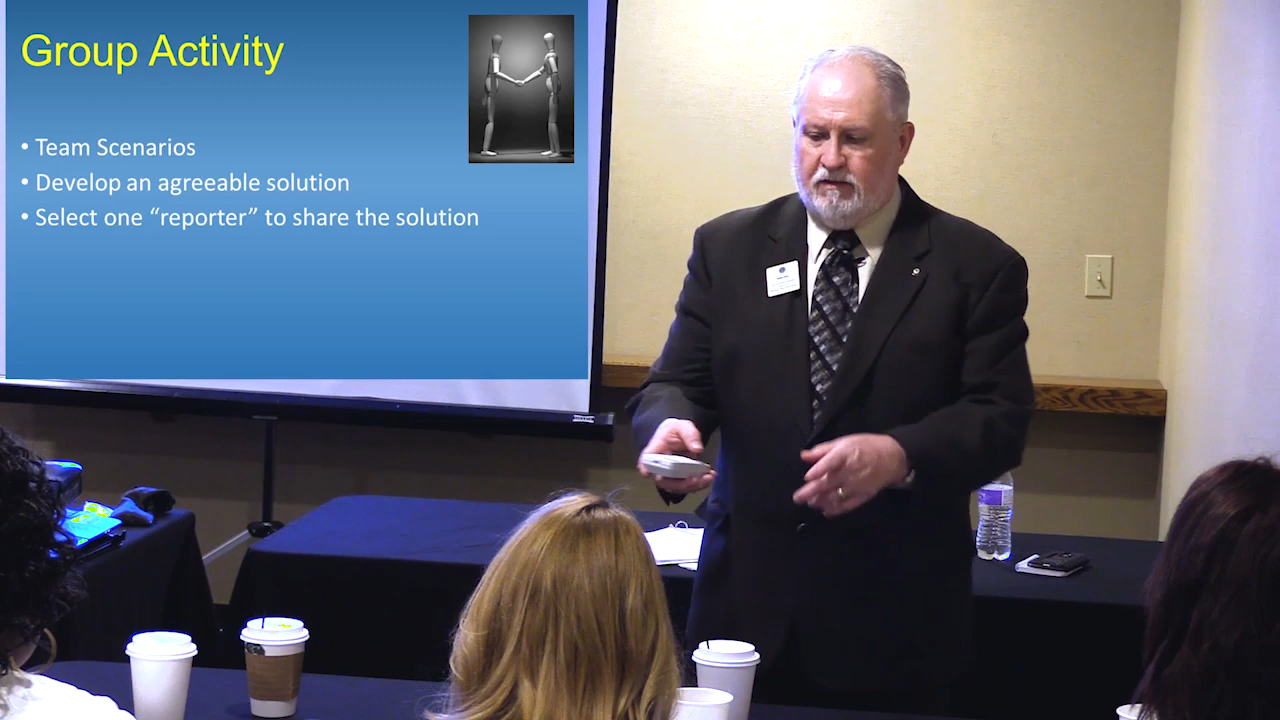 Group Activity
• Team Scenarios
• Develop an agreeable solution
• Select one “reporter” to share the solution